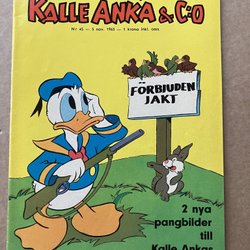 KALLE ANKA & C:O
Nr 45 — 5 nov. 1965 — 1 krona inkl. oms
FÖRBJUDEN
JAKT
2 nya
pangbilder
till
Kalle Ankas